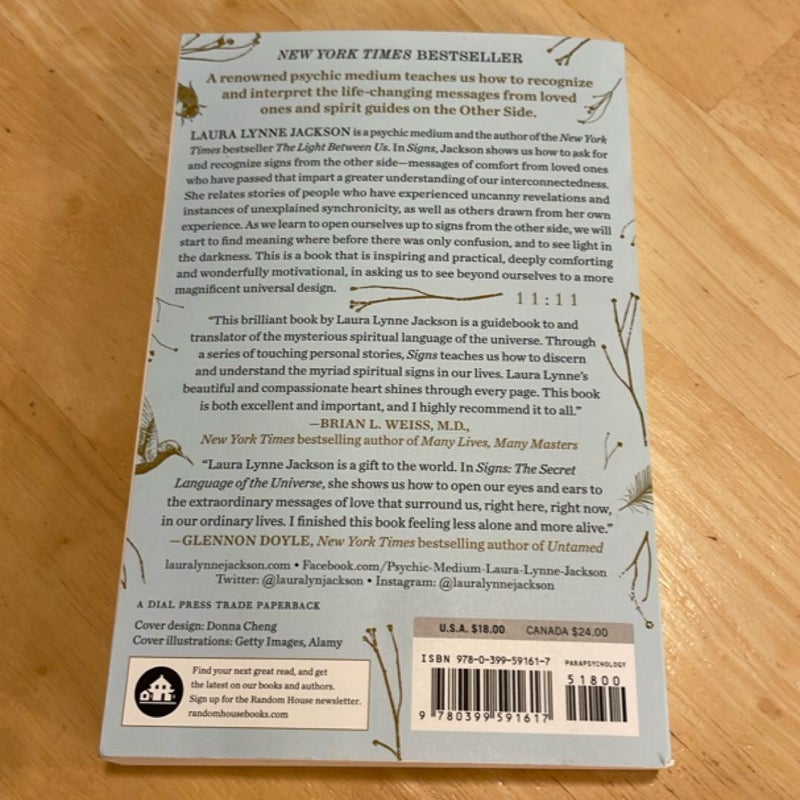 NEW YORK TIMES BESTSELLER
A renowned psychic medium teaches us how to recognize
and interpret the life-changing messages from loved
ones and spirit guides on the Other Side.
LAURA LYNNE JACKSON is a psychic medium and the author of the New York
Times bestseller The Light Between Us. In Signs, Jackson shows us how to ask for
and recognize signs from the other side—messages of comfort from loved ones
who have passed that impart a greater understanding of our interconnectedness.
She relates stories of people who have experienced uncanny revelations and
instances of unexplained synchronicity, as well as others drawn from her own
experience. As we learn to open ourselves up to signs from the other side, we will
start to find meaning where before there was only confusion, and to see light in
the darkness. This is a book that is inspiring and practical, deeply comforting
and wonderfully motivational, in asking us to see beyond ourselves to a more
magnificent universal design.
11:11
“This brilliant book by Laura Lynne Jackson is a guidebook to and
translator of the mysterious spiritual language of the universe. Through
a series of touching personal stories, Signs teaches us how to discern
and understand the myriad spiritual signs in our lives. Laura Lynne’s
beautiful and compassionate heart shines through every page. This book
is both excellent and important, and I highly recommend it to all.”
—BRIAN L. WEISS, M.D.,
New York Times bestselling author of Many Lives, Many Masters
“Laura Lynne Jackson is a gift to the world. In Signs: The Secret
Language of the Universe, she shows us how to open our eyes and ears to
the extraordinary messages of love that surround us, right here, right now,
in our ordinary lives. I finished this book feeling less alone and more alive.”
—GLENNON DOYLE, New York Times bestselling author of Untamed
lauralynnejackson.com • Facebook.com/Psychic-Medium-Laura-Lynne-Jackson
Twitter: @lauralynjackson • Instagram: @lauralynnejackson
A DIAL PRESS TRADE PAPERBACK
Cover design: Donna Cheng
Cover illustrations: Getty Images, Alamy
Find your next great read, and get
the latest on our books and authors.
Sign up for the Random House newsletter.
randomhousebooks.com
U.S.A. $18.00 CANADA $24.00
ISBN 978-0-399-59161-7 PARAPSYCHOLOGY
51800
9 780399 591617